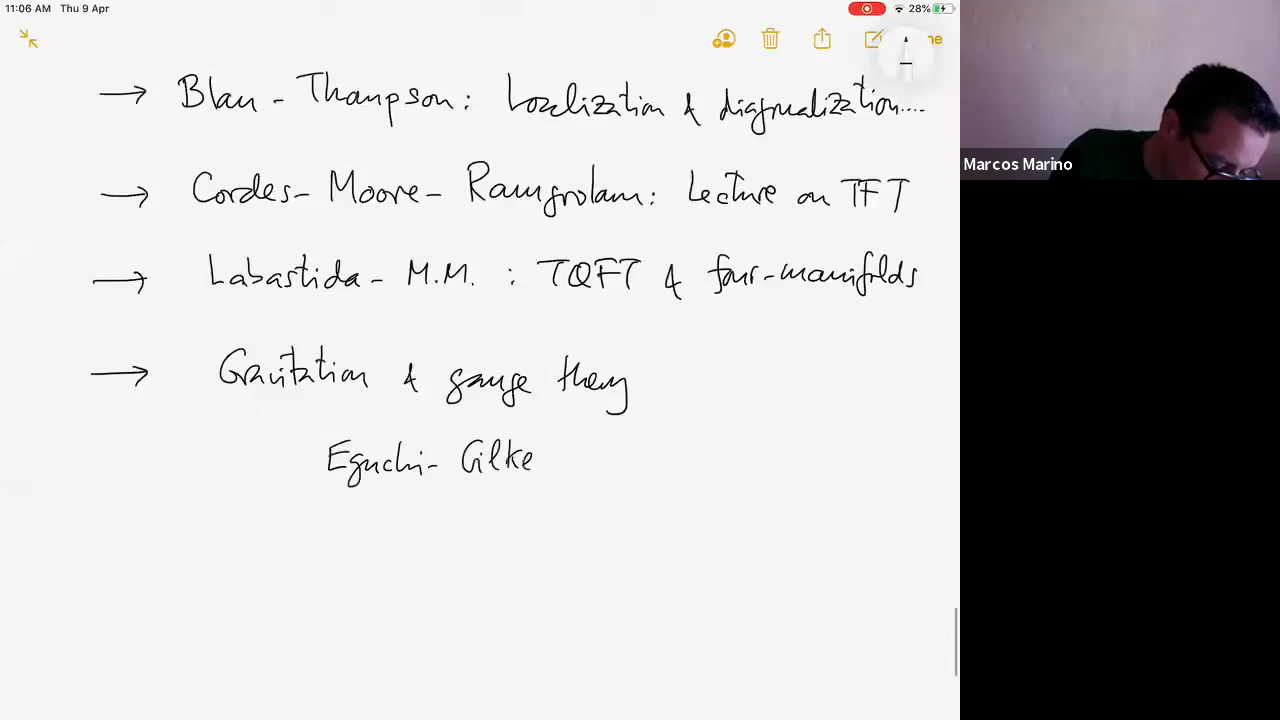 11:06 AM Thu 9 Apr 28%
→ Blau - Thompson: Localization & diagonalization....
→ Cordes - Moore - Ramgoolam: Lecture on TFT
→ Labastida - M.M. : TQFT & four-manifolds
→ Gravitation & gauge theory
Eguchi - Gilke
Marcos Marino